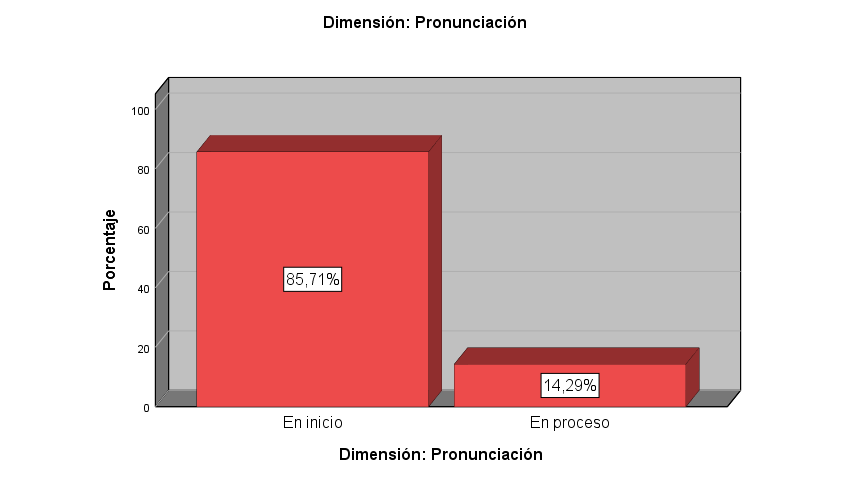 Dimensión: Pronunciación
100
80
60
40
20
0
Porcentaje
85,71%
14,29%
En inicio
En proceso
Dimensión: Pronunciación